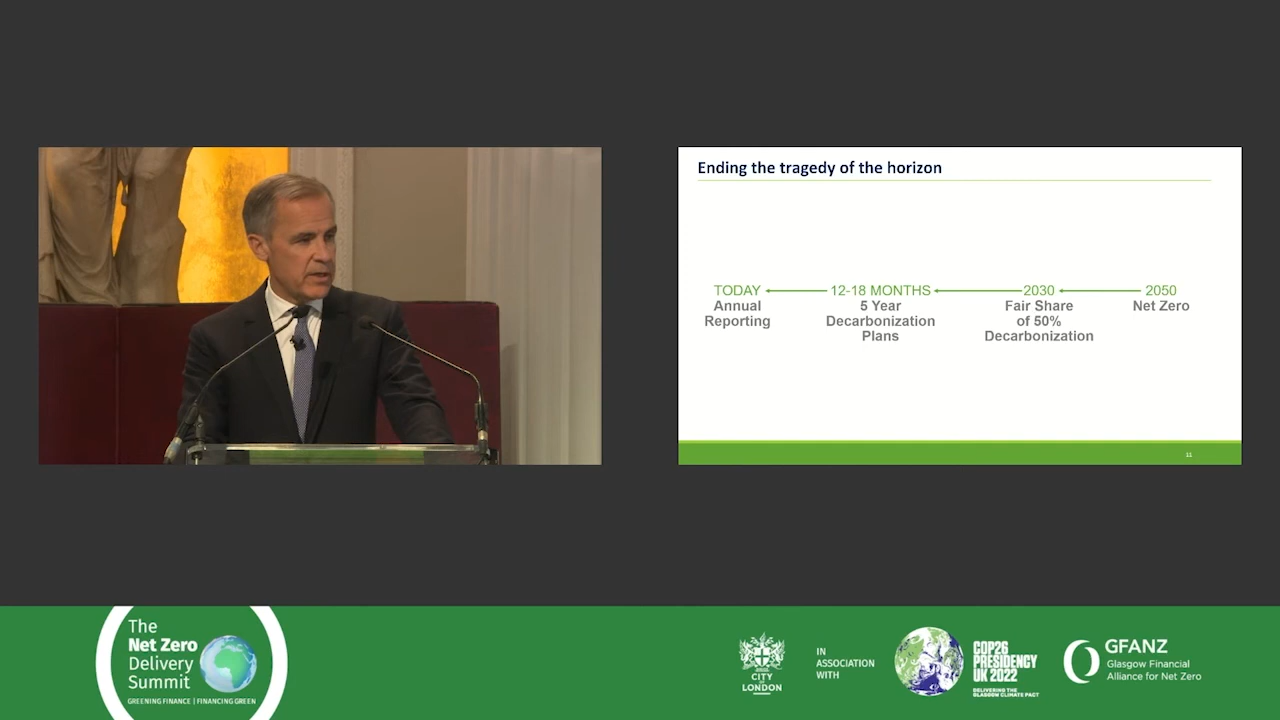 Ending the tragedy of the horizon
TODAY
Annual
Reporting
12-18 MONTHS
5 Year
Decarbonization
Plans
2030
Fair Share
of 50%
Decarbonization
2050
Net Zero
11
The
Net Zero
Delivery
Summit
GREENING FINANCE | FINANCING GREEN
CITY
OF
LONDON
IN
ASSOCIATION
WITH
COP26
PRESIDENCY
UK 2022
DELIVERING THE
GLASGOW CLIMATE PACT
GFANZ
Glasgow Financial
Alliance for Net Zero